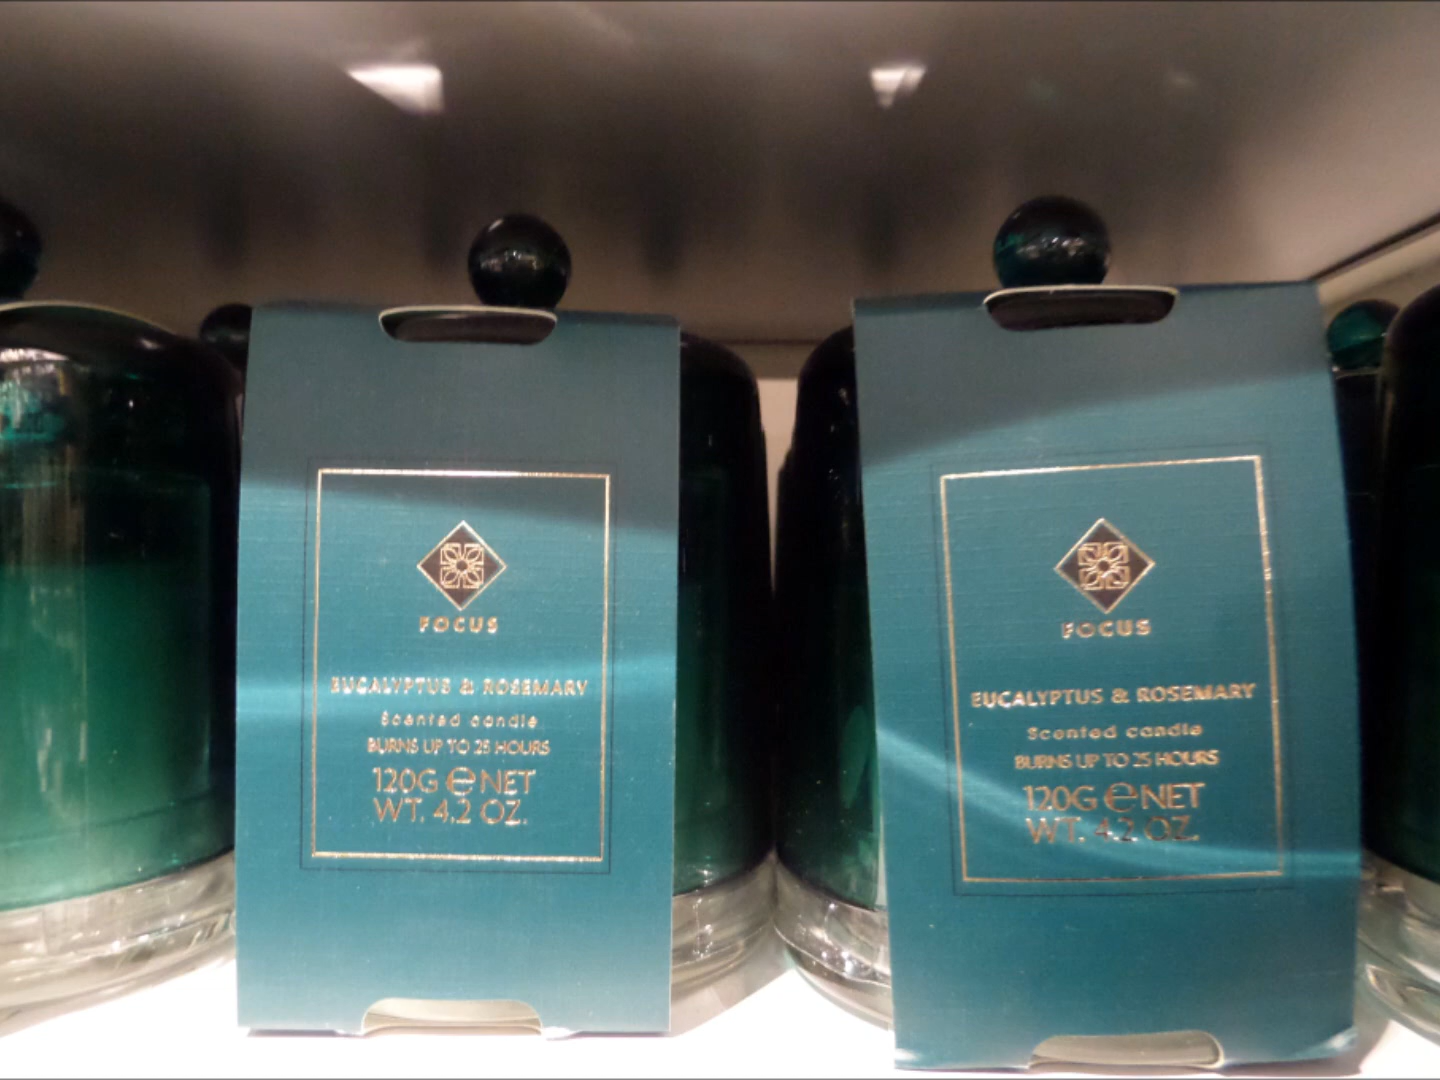 FOCUS
EUCALYPTUS & ROSEMARY
Scented candle
BURNS UP TO 25 HOURS
120G ℮ NET
WT. 4.2 OZ.
FOCUS
EUCALYPTUS & ROSEMARY
Scented candle
BURNS UP TO 25 HOURS
120G ℮ NET
WT. 4.2 OZ.